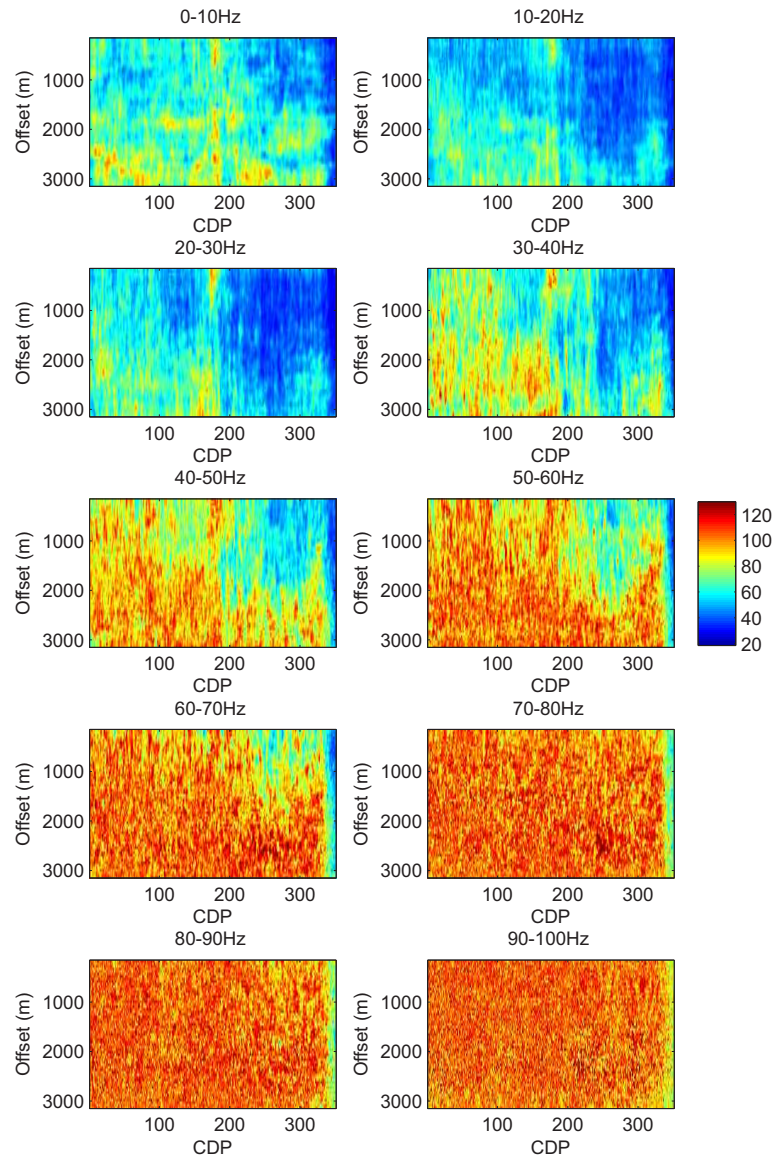 0-10Hz
Offset (m)
1000
2000
3000
100
200
300
CDP
10-20Hz
Offset (m)
1000
2000
3000
100
200
300
CDP
20-30Hz
Offset (m)
1000
2000
3000
100
200
300
CDP
30-40Hz
Offset (m)
1000
2000
3000
100
200
300
CDP
40-50Hz
Offset (m)
1000
2000
3000
100
200
300
CDP
50-60Hz
Offset (m)
1000
2000
3000
100
200
300
CDP
120
100
80
60
40
20
60-70Hz
Offset (m)
1000
2000
3000
100
200
300
CDP
70-80Hz
Offset (m)
1000
2000
3000
100
200
300
CDP
80-90Hz
Offset (m)
1000
2000
3000
100
200
300
CDP
90-100Hz
Offset (m)
1000
2000
3000
100
200
300
CDP